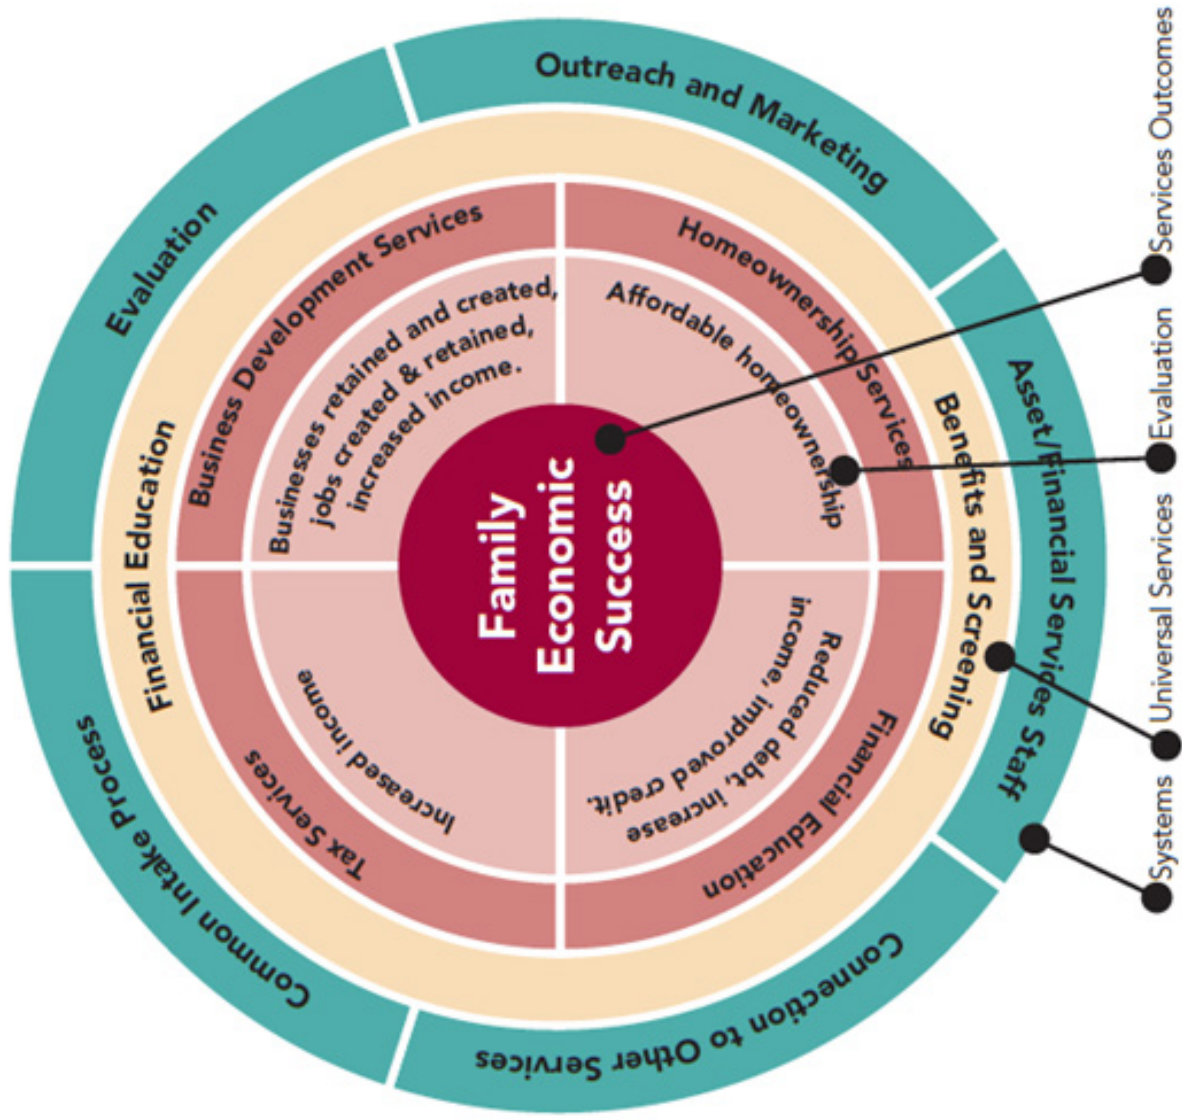 Outreach and Marketing
Evaluation
Common Intake Process
Connection to Other Services
Asset/Financial Services Staff
Financial Education
Benefits and Screening
Business Development Services
Homeownership Services
Tax Services
Financial Education
Businesses retained and created,
jobs created & retained,
increased income.
Affordable homeownership
Increased income
Reduced debt, increase
income, improved credit.
Family
Economic
Success
Systems
Universal Services
Evaluation
Services Outcomes